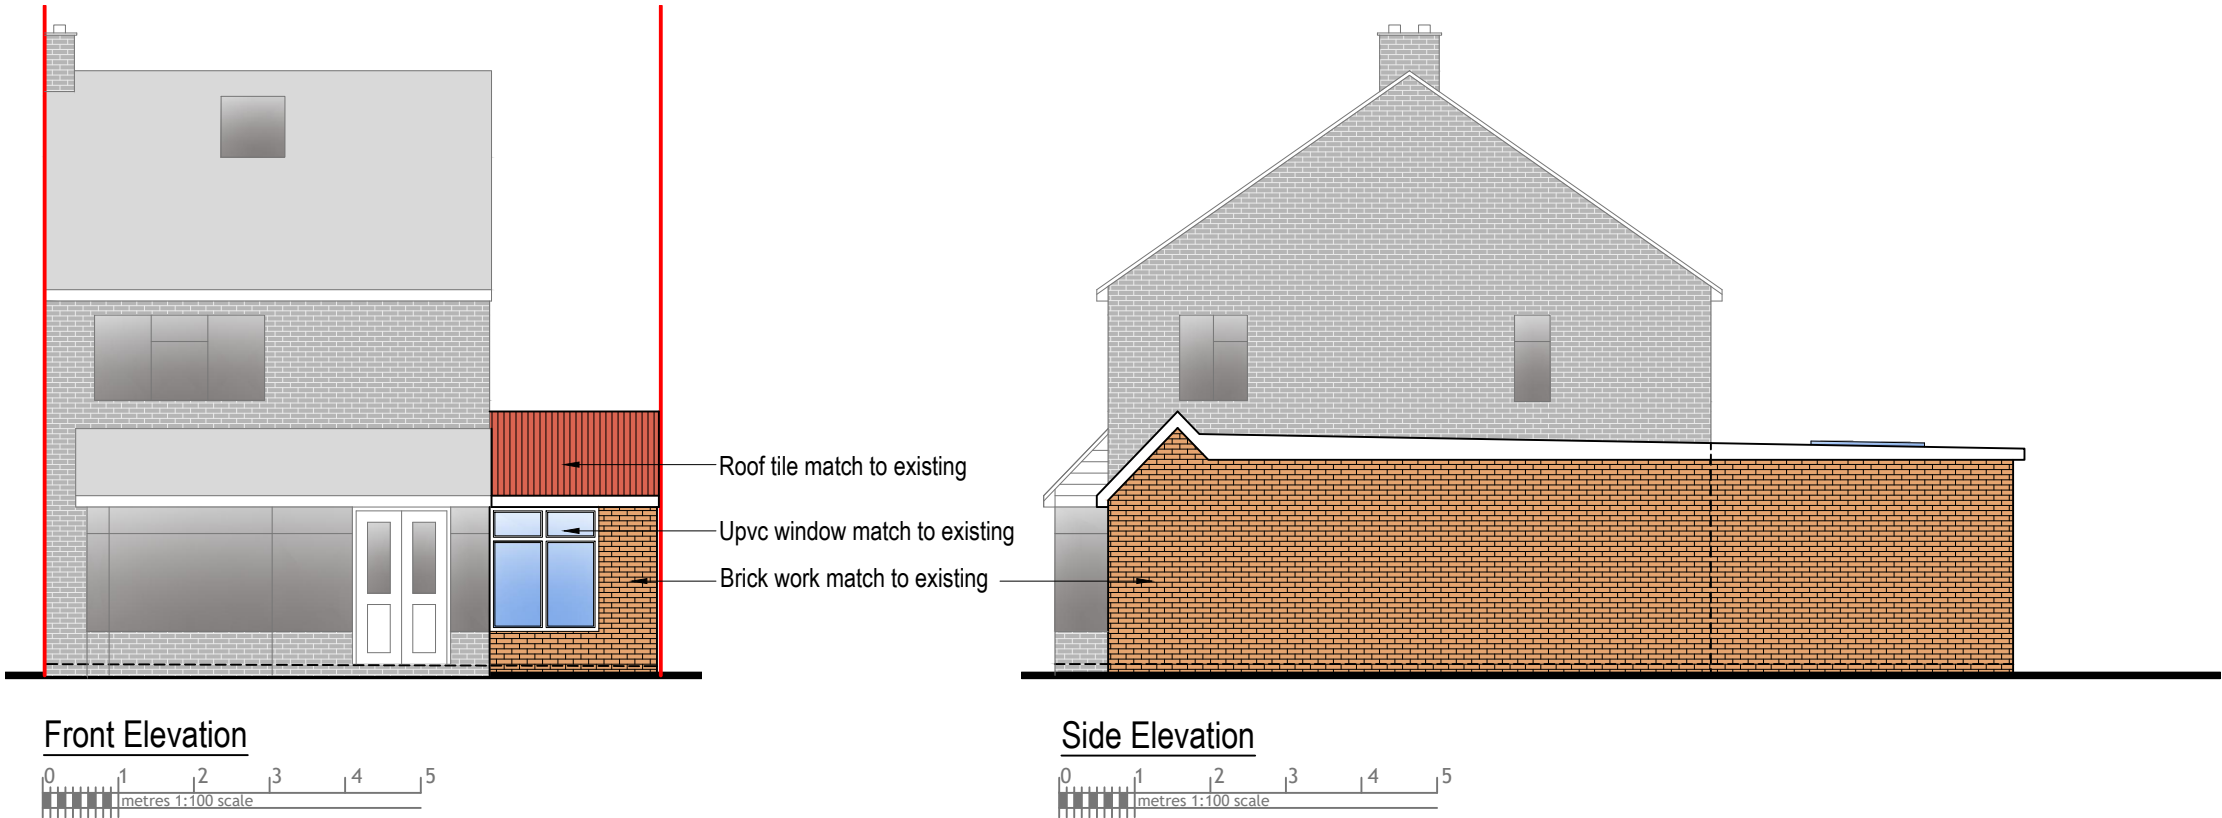 Roof tile match to existing
Upvc window match to existing
Brick work match to existing
Front Elevation
0 1 2 3 4 5
metres 1:100 scale
Side Elevation
0 1 2 3 4 5
metres 1:100 scale